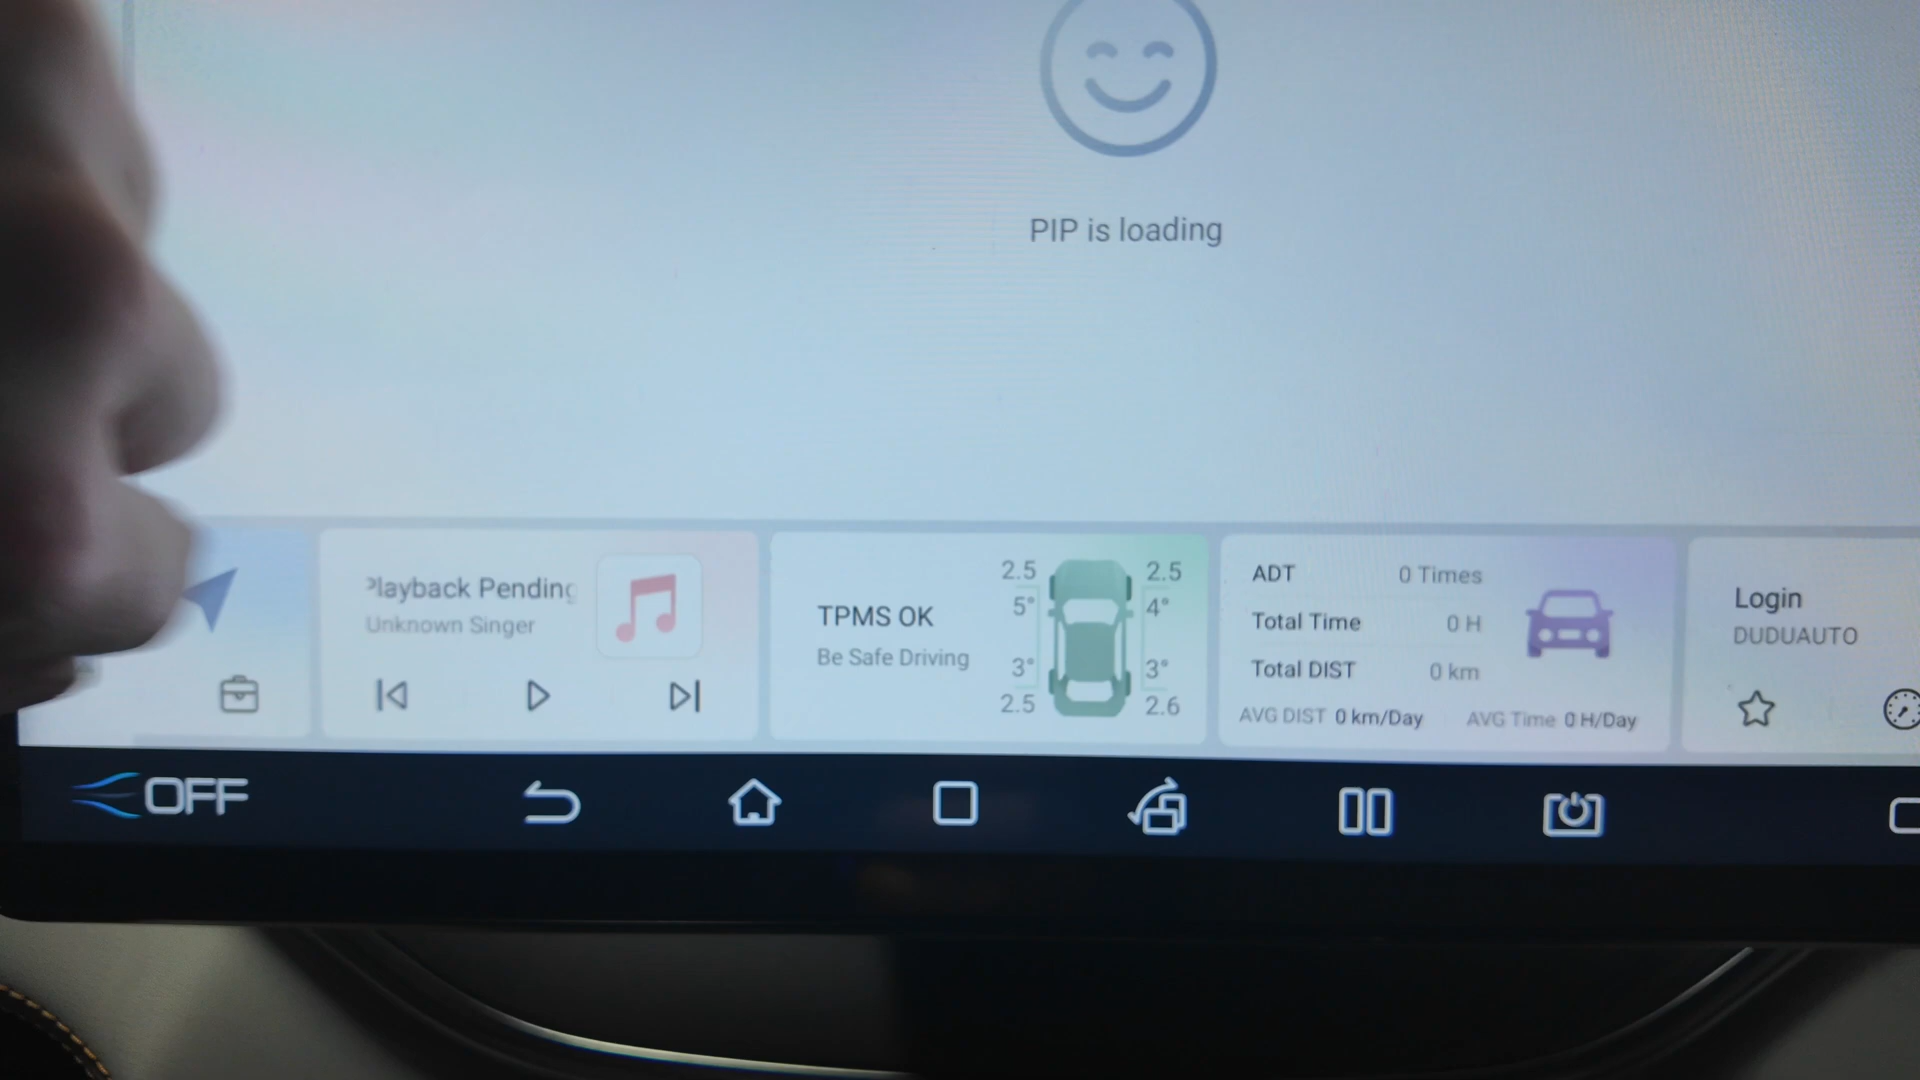 PIP is loading
Playback Pending
Unknown Singer
TPMS OK
Be Safe Driving
2.5 2.5
5° 4°
3° 3°
2.5 2.6
ADT 0 Times
Total Time 0 H
Total DIST 0 km
AVG DIST 0 km/Day AVG Time 0 H/Day
Login
DUDUAUTO
OFF